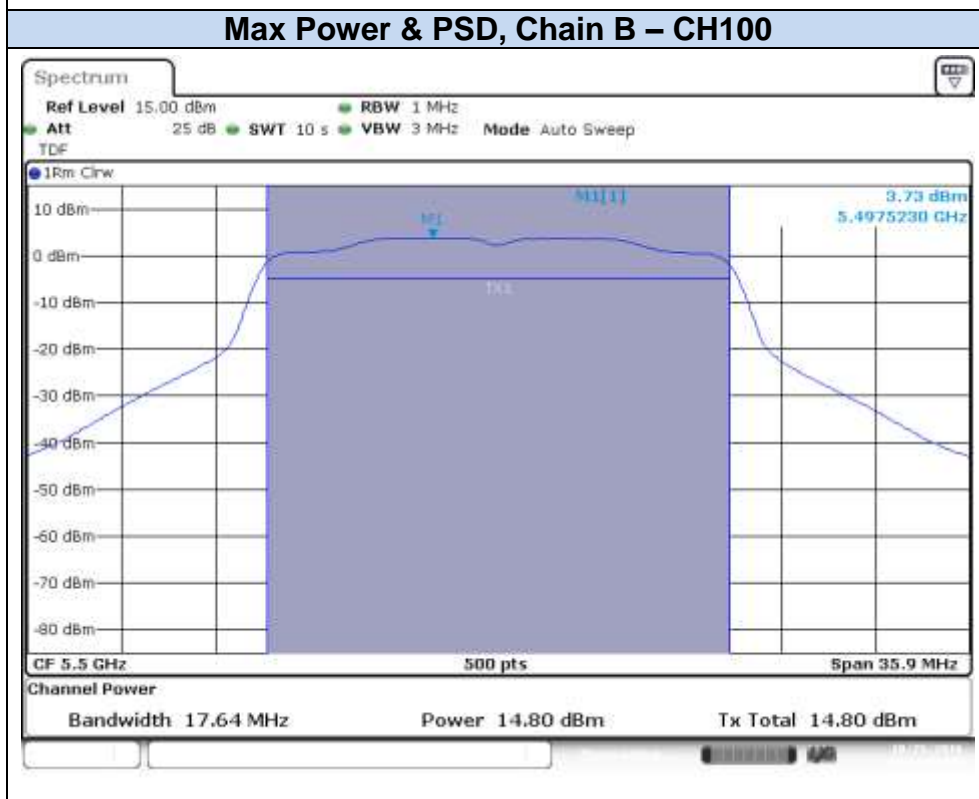 Max Power & PSD, Chain B – CH100
Spectrum
Ref Level 15.00 dBm RBW 1 MHz
Att 25 dB SWT 10 s VBW 3 MHz Mode Auto Sweep
TDF
1Rm Clrw
M1[1] 3.73 dBm
5.4975230 GHz
10 dBm
M1
0 dBm
TX1
-10 dBm
-20 dBm
-30 dBm
-40 dBm
-50 dBm
-60 dBm
-70 dBm
-80 dBm
CF 5.5 GHz 500 pts Span 35.9 MHz
Channel Power
Bandwidth 17.64 MHz Power 14.80 dBm Tx Total 14.80 dBm